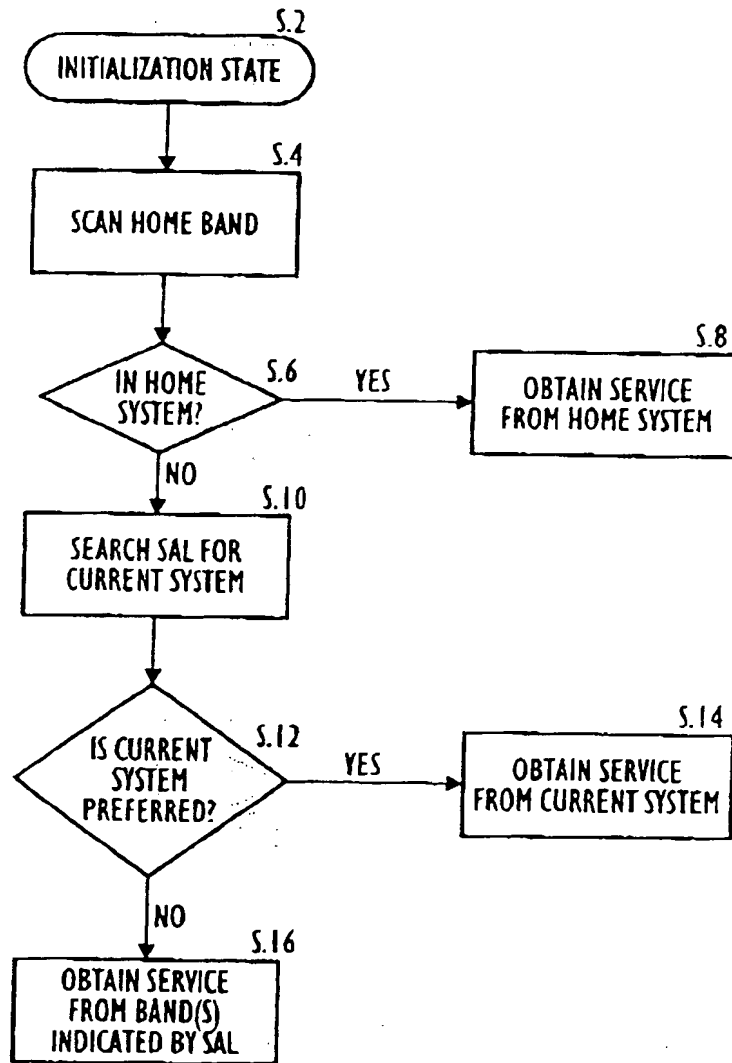 S.2
INITIALIZATION STATE
S.4
SCAN HOME BAND
S.6
IN HOME
SYSTEM?
YES
S.8
OBTAIN SERVICE
FROM HOME SYSTEM
NO
S.10
SEARCH SAL FOR
CURRENT SYSTEM
S.12
IS CURRENT
SYSTEM
PREFERRED?
YES
S.14
OBTAIN SERVICE
FROM CURRENT SYSTEM
NO
S.16
OBTAIN SERVICE
FROM BAND(S)
INDICATED BY SAL